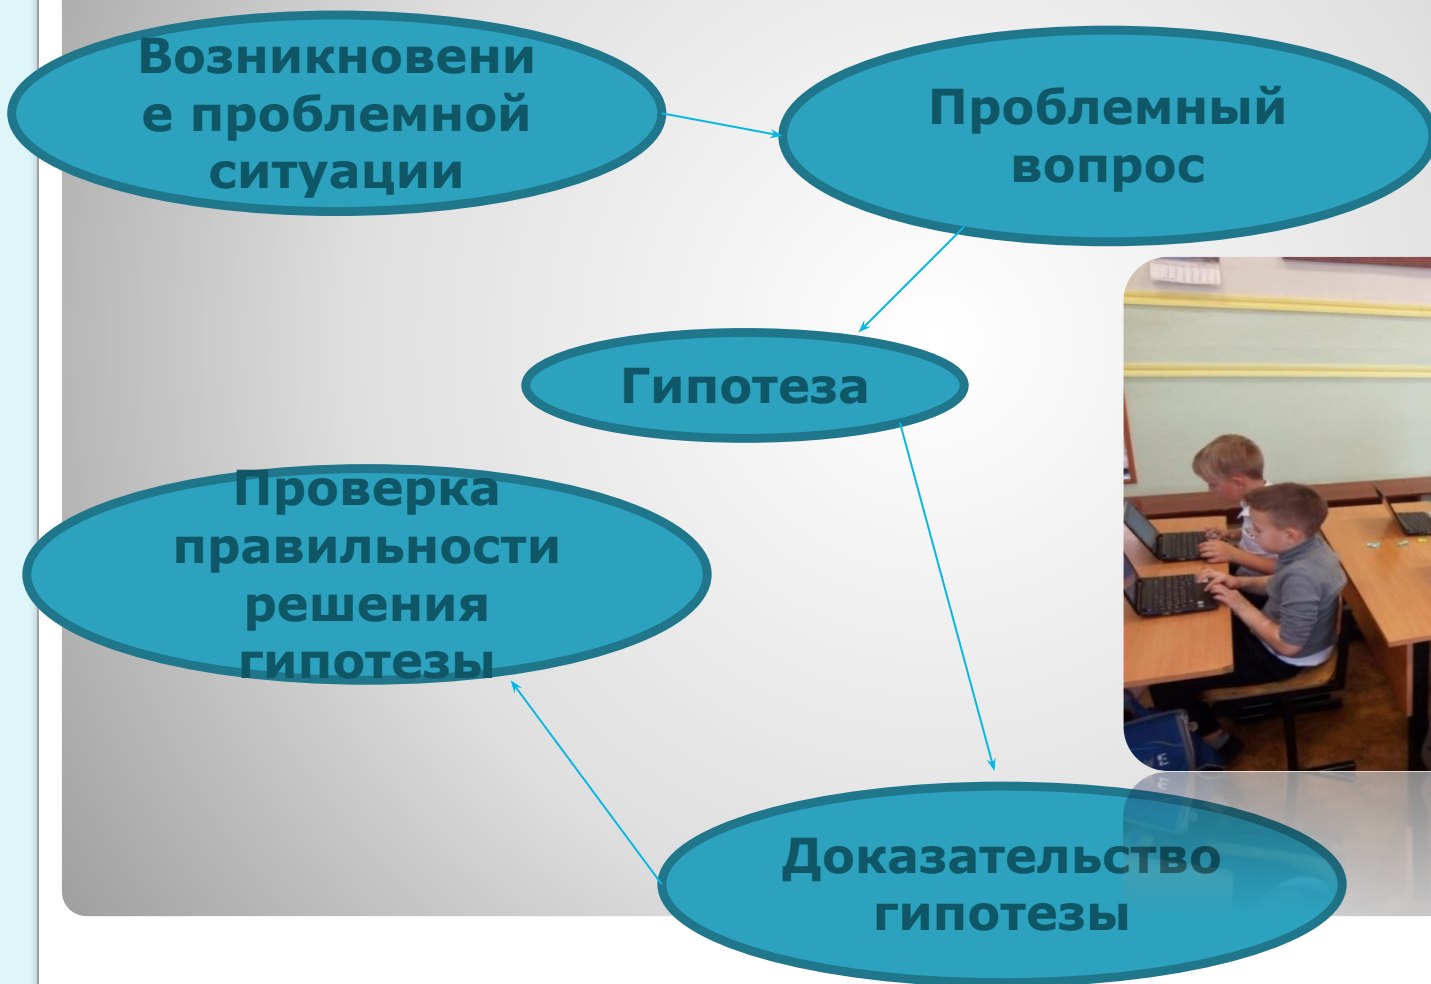 Возникновени
е проблемной
ситуации
Проблемный
вопрос
Гипотеза
Проверка
правильности
решения
гипотезы
Доказательство
гипотезы